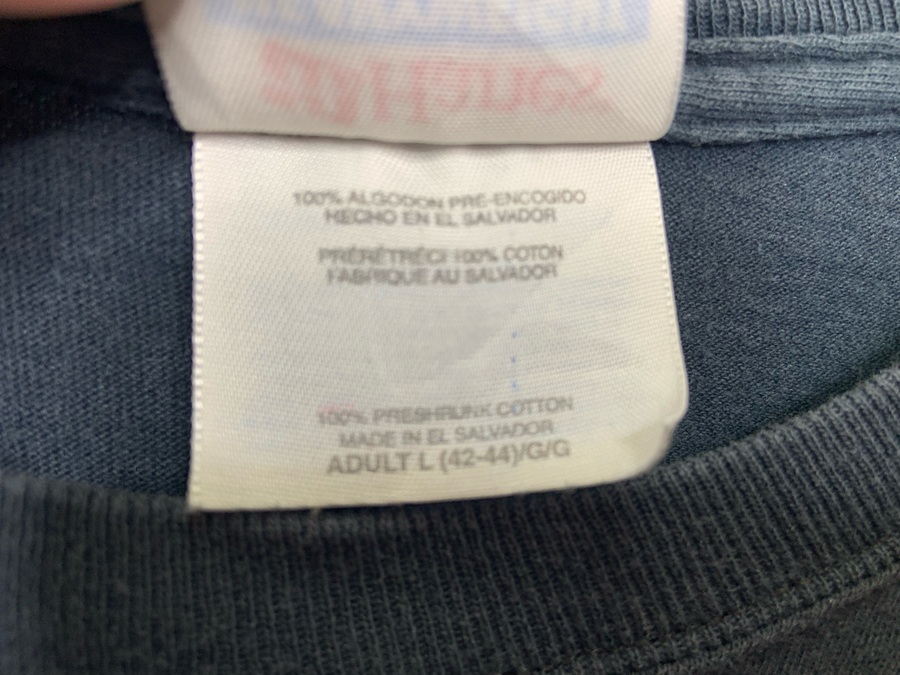 Hanes
100% ALGODON PRE-ENCOGIDO
HECHO EN EL SALVADOR
PRÉRÉTRÉCI 100% COTON
FABRIQUE AU SALVADOR
100% PRESHRUNK COTTON
MADE IN EL SALVADOR
ADULT L (42-44)/G/G